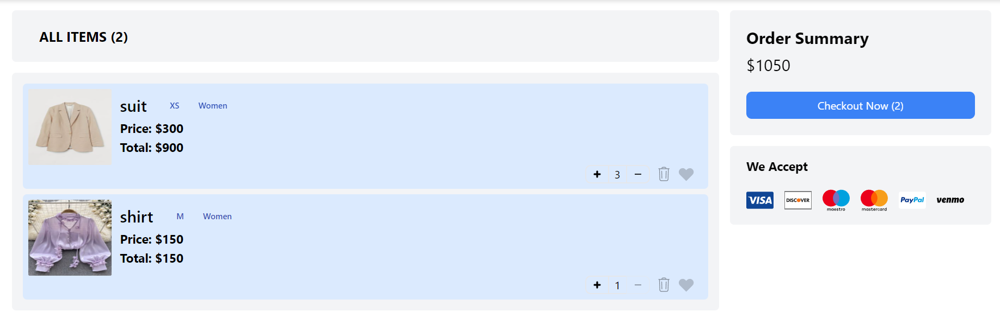 ALL ITEMS (2)
suit XS Women
Price: $300
Total: $900
+ 3 −
shirt M Women
Price: $150
Total: $150
+ 1 −
Order Summary
$1050
Checkout Now (2)
We Accept
VISA DISCOVER maestro mastercard PayPal venmo